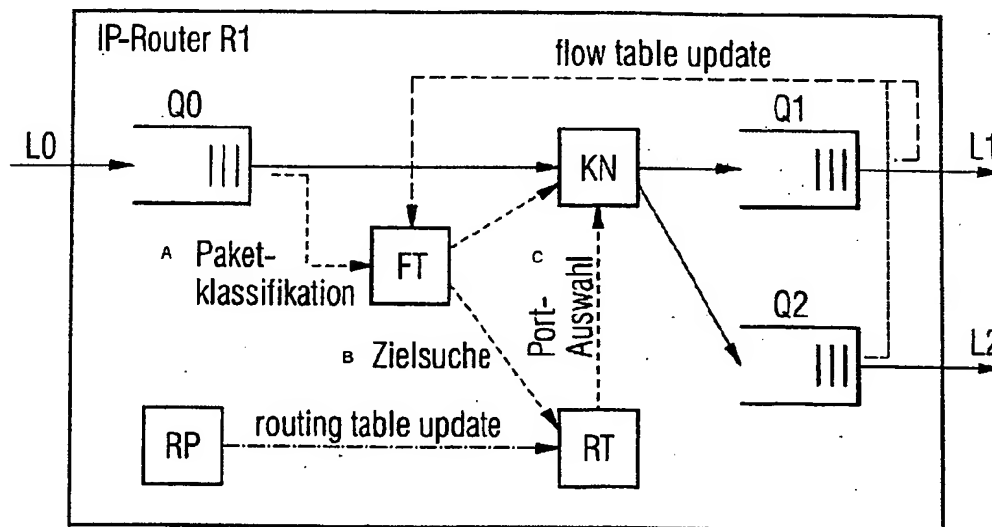 IP-Router R1
flow table update
Q0
Q1
L0
L1
KN
A Paket-
klassifikation
FT
C
Port-
Auswahl
Q2
B Zielsuche
L2
RP
routing table update
RT